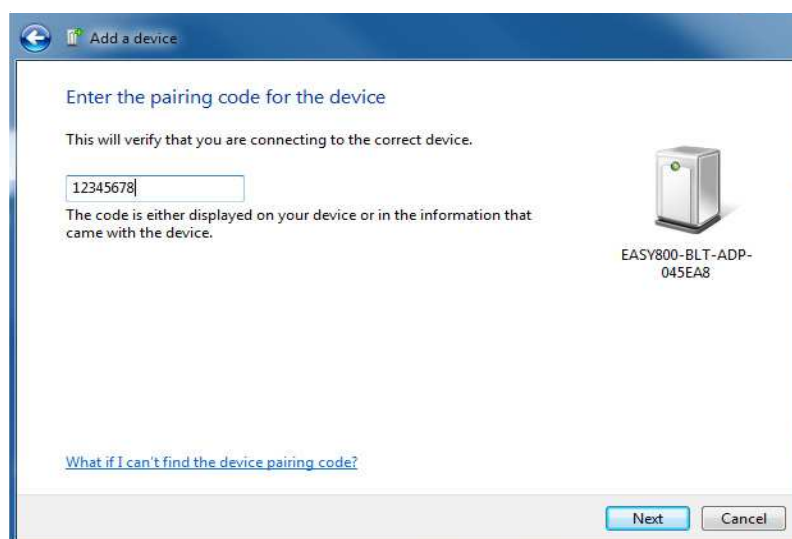 Add a device
Enter the pairing code for the device
This will verify that you are connecting to the correct device.
12345678
The code is either displayed on your device or in the information that
came with the device.
EASY800-BLT-ADP-
045EA8
What if I can't find the device pairing code?
Next
Cancel